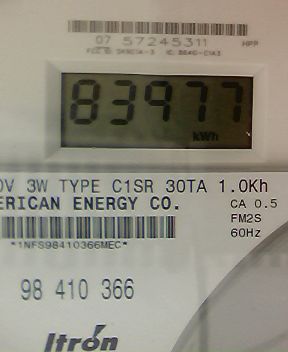 07 57245311 HPP
83977
kWh
0V 3W TYPE C1SR 30TA 1.0Kh
ERICAN ENERGY CO. CA 0.5
FM2S
*1NFS98410366MEC* 60Hz
98 410 366
Itron